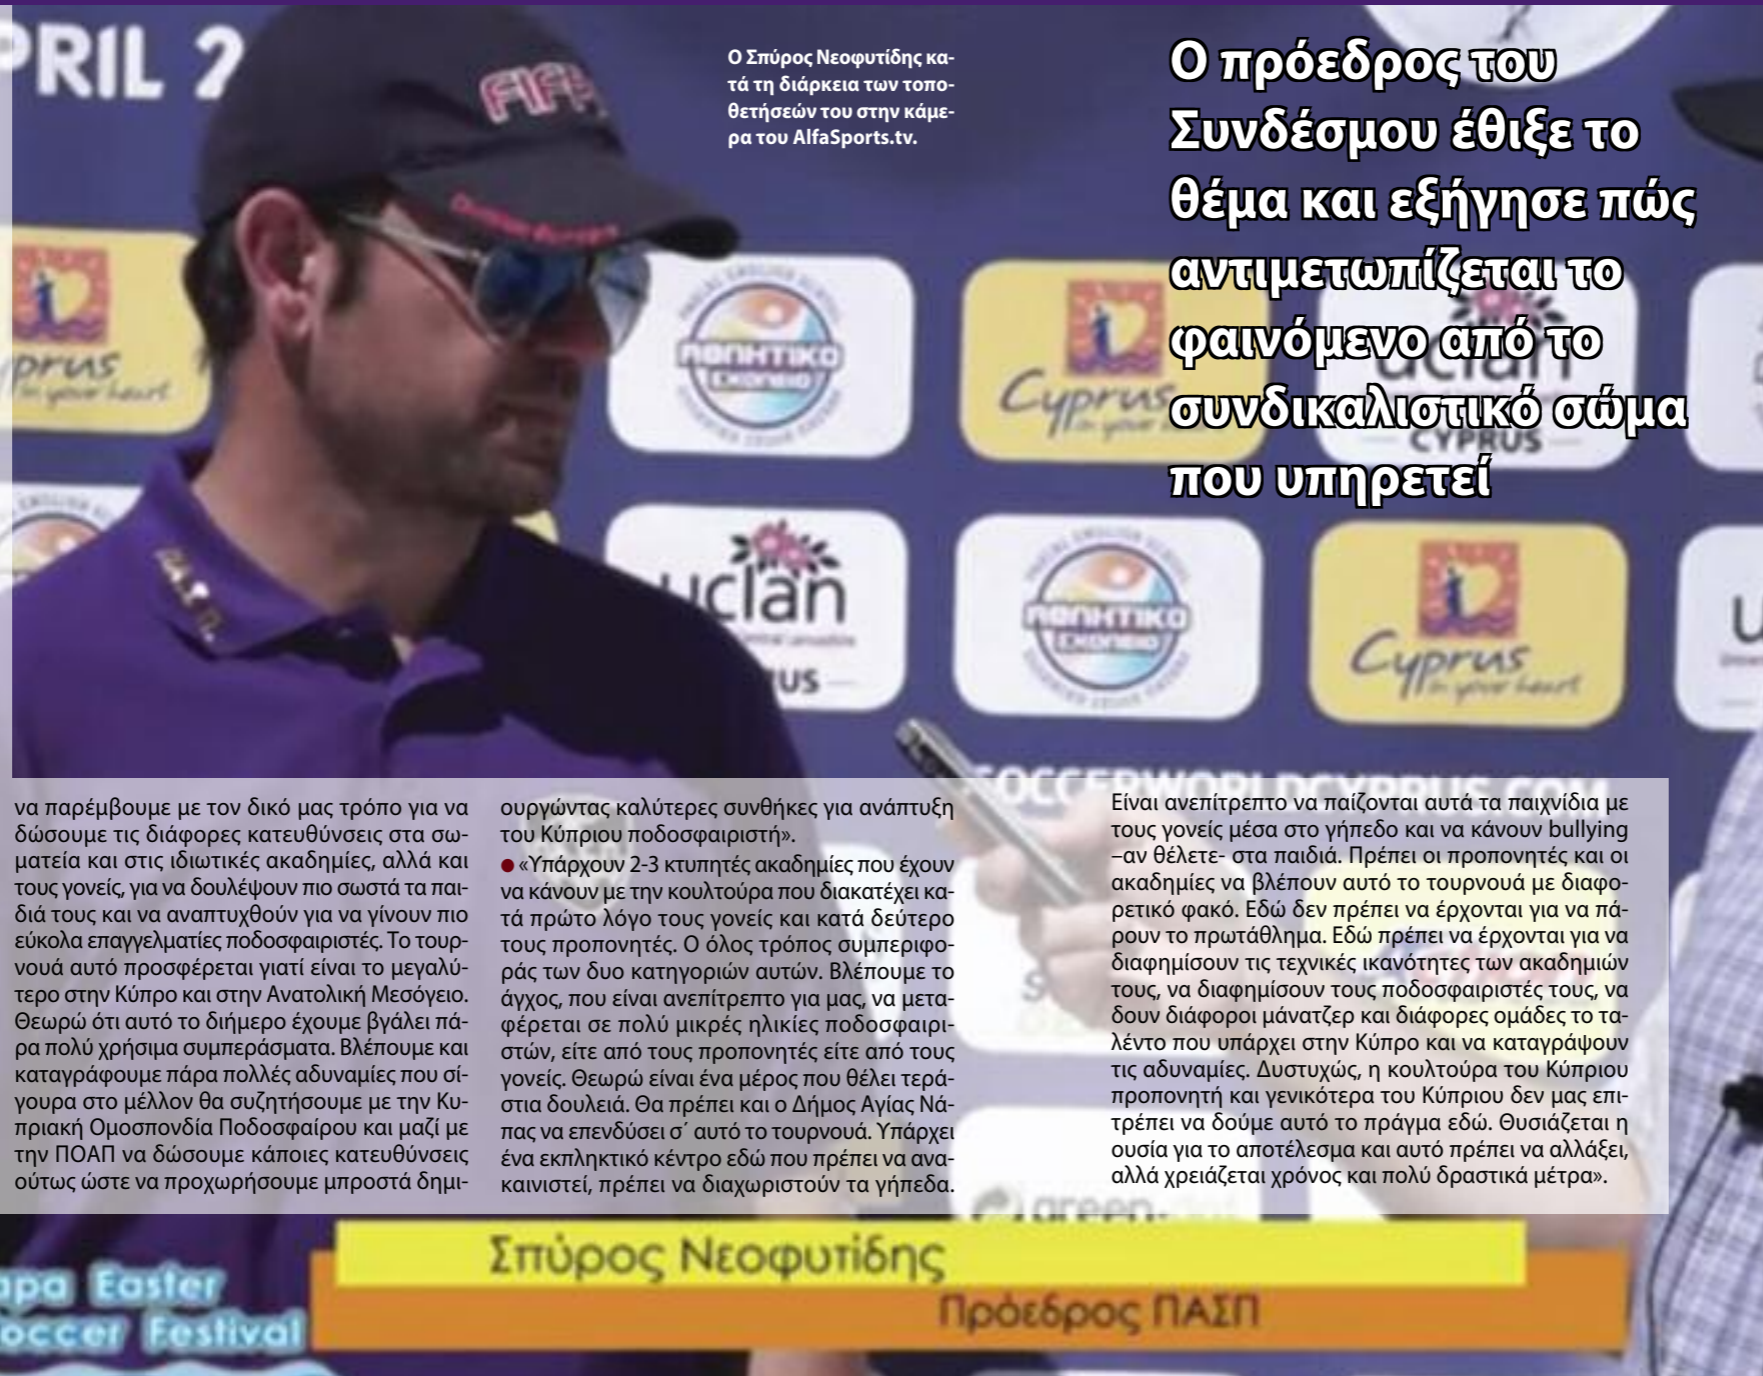 PRIL 2
FIFA
Ο Σπύρος Νεοφυτίδης κα-
τά τη διάρκεια των τοπο-
θετήσεών του στην κάμε-
ρα του AlfaSports.tv.
Ο πρόεδρος του
Συνδέσμου έθιξε το
θέμα και εξήγησε πώς
αντιμετωπίζεται το
φαινόμενο από το
συνδικαλιστικό σώμα
που υπηρετεί
prus
in your heart
ΑΘΛΗΤΙΚΟ
ΣΧΟΛΕΙΟ
Cyprus
in your
uclan
CYPRUS
uclan
RUS
ΑΘΛΗΤΙΚΟ
ΣΧΟΛΕΙΟ
Cyprus
in your heart
SOCCERWORLDCYPRUS.COM
να παρέμβουμε με τον δικό μας τρόπο για να
δώσουμε τις διάφορες κατευθύνσεις στα σω-
ματεία και στις ιδιωτικές ακαδημίες, αλλά και
τους γονείς, για να δουλέψουν πιο σωστά τα παι-
διά τους και να αναπτυχθούν για να γίνουν πιο
εύκολα επαγγελματίες ποδοσφαιριστές. Το τουρ-
νουά αυτό προσφέρεται γιατί είναι το μεγαλύ-
τερο στην Κύπρο και στην Ανατολική Μεσόγειο.
Θεωρώ ότι αυτό το διήμερο έχουμε βγάλει πά-
ρα πολύ χρήσιμα συμπεράσματα. Βλέπουμε και
καταγράφουμε πάρα πολλές αδυναμίες που σί-
γουρα στο μέλλον θα συζητήσουμε με την Κυ-
πριακή Ομοσπονδία Ποδοσφαίρου και μαζί με
την ΠΟΑΠ να δώσουμε κάποιες κατευθύνσεις
ούτως ώστε να προχωρήσουμε μπροστά δημι-
ουργώντας καλύτερες συνθήκες για ανάπτυξη
του Κύπριου ποδοσφαιριστή».
● «Υπάρχουν 2-3 κτυπητές ακαδημίες που έχουν
να κάνουν με την κουλτούρα που διακατέχει κα-
τά πρώτο λόγο τους γονείς και κατά δεύτερο
τους προπονητές. Ο όλος τρόπος συμπεριφο-
ράς των δυο κατηγοριών αυτών. Βλέπουμε το
άγχος, που είναι ανεπίτρεπτο για μας, να μετα-
φέρεται σε πολύ μικρές ηλικίες ποδοσφαιρι-
στών, είτε από τους προπονητές είτε από τους
γονείς. Θεωρώ είναι ένα μέρος που θέλει τερά-
στια δουλειά. Θα πρέπει και ο Δήμος Αγίας Νά-
πας να επενδύσει σ΄ αυτό το τουρνουά. Υπάρχει
ένα εκπληκτικό κέντρο εδώ που πρέπει να ανα-
καινιστεί, πρέπει να διαχωριστούν τα γήπεδα.
Είναι ανεπίτρεπτο να παίζονται αυτά τα παιχνίδια με
τους γονείς μέσα στο γήπεδο και να κάνουν bullying
–αν θέλετε- στα παιδιά. Πρέπει οι προπονητές και οι
ακαδημίες να βλέπουν αυτό το τουρνουά με διαφο-
ρετικό φακό. Εδώ δεν πρέπει να έρχονται για να πά-
ρουν το πρωτάθλημα. Εδώ πρέπει να έρχονται για να
διαφημίσουν τις τεχνικές ικανότητες των ακαδημιών
τους, να διαφημίσουν τους ποδοσφαιριστές τους, να
δουν διάφοροι μάνατζερ και διάφορες ομάδες το τα-
λέντο που υπάρχει στην Κύπρο και να καταγράψουν
τις αδυναμίες. Δυστυχώς, η κουλτούρα του Κύπριου
προπονητή και γενικότερα του Κύπριου δεν μας επι-
τρέπει να δούμε αυτό το πράγμα εδώ. Θυσιάζεται η
ουσία για το αποτέλεσμα και αυτό πρέπει να αλλάξει,
αλλά χρειάζεται χρόνος και πολύ δραστικά μέτρα».
green
Σπύρος Νεοφυτίδης
Πρόεδρος ΠΑΣΠ
apa Easter
occer Festival